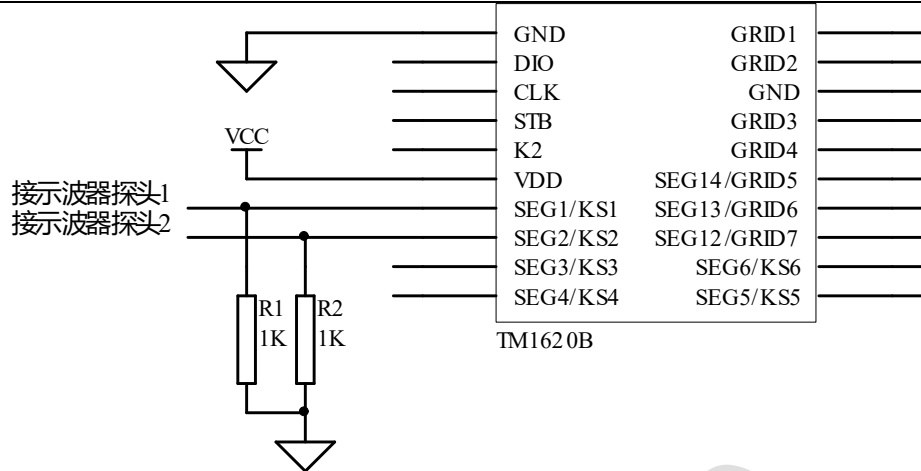 GND
DIO
CLK
STB
K2
VDD
SEG1/KS1
SEG2/KS2
SEG3/KS3
SEG4/KS4
GRID1
GRID2
GND
GRID3
GRID4
SEG14/GRID5
SEG13/GRID6
SEG12/GRID7
SEG6/KS6
SEG5/KS5
TM1620B
VCC
接示波器探头1
接示波器探头2
R1
1K
R2
1K